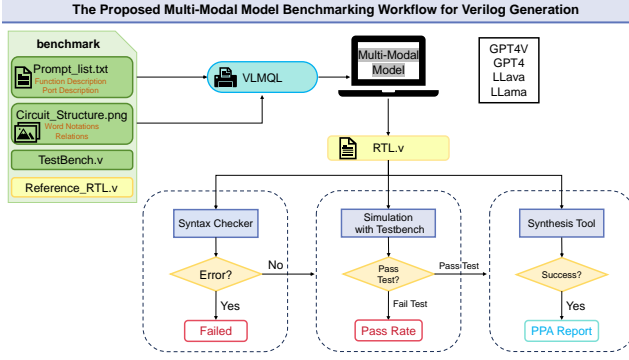 The Proposed Multi-Modal Model Benchmarking Workflow for Verilog Generation
benchmark
Prompt_list.txt
Function Description
Port Description
Circuit_Structure.png
Word Notations
Relations
TestBench.v
Reference_RTL.v
VLMQL
Multi-Modal
Model
GPT4V
GPT4
LLava
LLama
RTL.v
Syntax Checker
Error?
No
Yes
Failed
Simulation
with Testbench
Pass
Test?
Pass Test
Fail Test
Pass Rate
Synthesis Tool
Success?
Yes
PPA Report